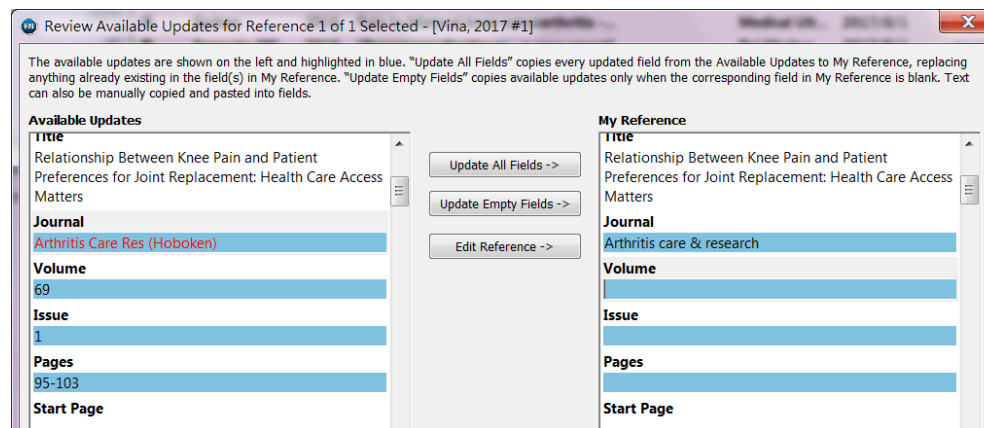 EN Review Available Updates for Reference 1 of 1 Selected - [Vina, 2017 #1]
The available updates are shown on the left and highlighted in blue. "Update All Fields" copies every updated field from the Available Updates to My Reference, replacing
anything already existing in the field(s) in My Reference. "Update Empty Fields" copies available updates only when the corresponding field in My Reference is blank. Text
can also be manually copied and pasted into fields.
Available Updates
Title
Relationship Between Knee Pain and Patient
Preferences for Joint Replacement: Health Care Access
Matters
Journal
Arthritis Care Res (Hoboken)
Volume
69
Issue
1
Pages
95-103
Start Page
Update All Fields ->
Update Empty Fields ->
Edit Reference ->
My Reference
Title
Relationship Between Knee Pain and Patient
Preferences for Joint Replacement: Health Care Access
Matters
Journal
Arthritis care & research
Volume
Issue
Pages
Start Page